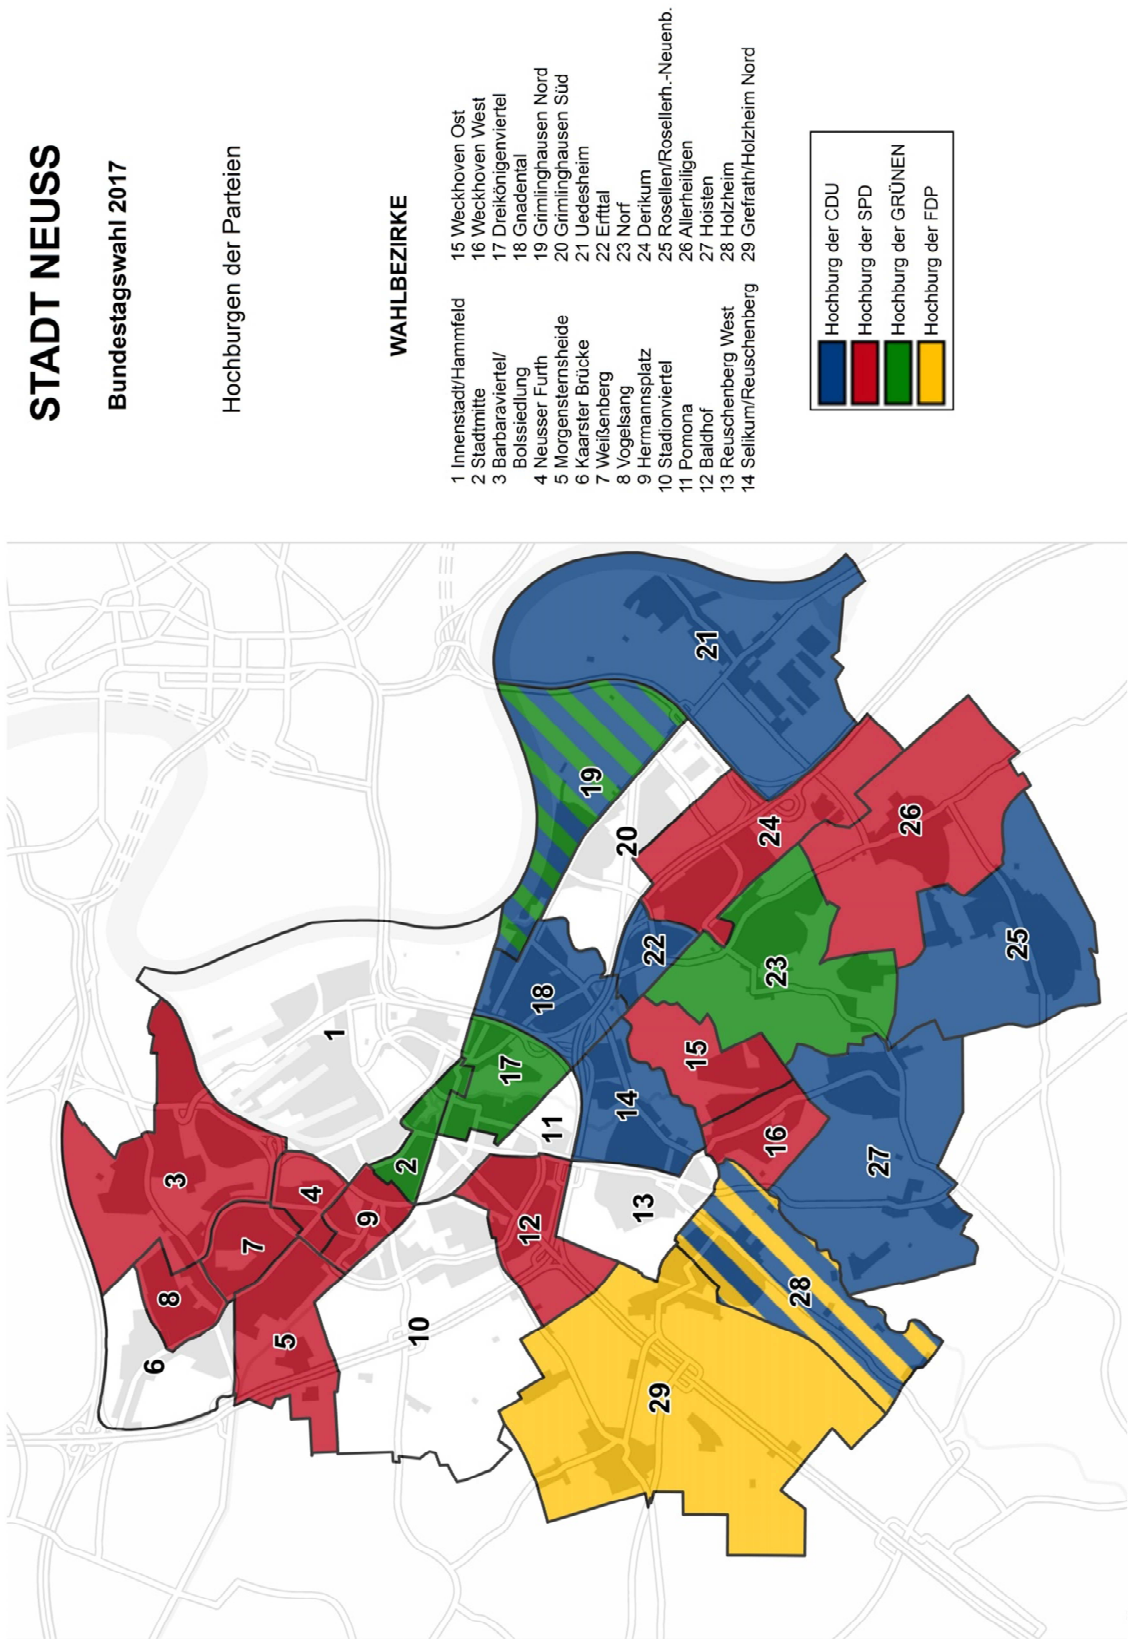 STADT NEUSS
Bundestagswahl 2017
Hochburgen der Parteien
WAHLBEZIRKE
1 Innenstadt/Hammfeld
2 Stadtmitte
3 Barbaraviertel/
Bolssiedlung
4 Neusser Furth
5 Morgensternsheide
6 Kaarster Brücke
7 Weißenberg
8 Vogelsang
9 Hermannsplatz
10 Stadionviertel
11 Pomona
12 Baldhof
13 Reuschenberg West
14 Selikum/Reuschenberg
15 Weckhoven Ost
16 Weckhoven West
17 Dreikönigenviertel
18 Gnadental
19 Grimlinghausen Nord
20 Grimlinghausen Süd
21 Uedesheim
22 Erfttal
23 Norf
24 Derikum
25 Rosellen/Rosellerh.-Neuenb.
26 Allerheiligen
27 Hoisten
28 Holzheim
29 Grefrath/Holzheim Nord
Hochburg der CDU
Hochburg der SPD
Hochburg der GRÜNEN
Hochburg der FDP
6
8
3
7
5
4
9
1
10
2
12
11
17
13
14
18
19
29
28
16
15
22
20
21
27
23
24
25
26